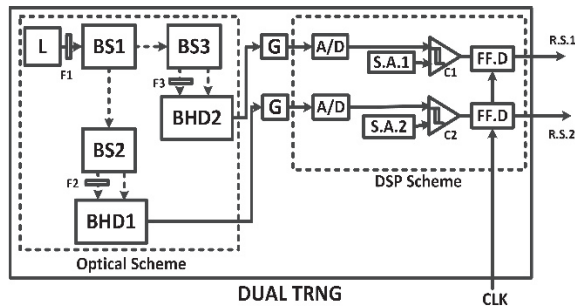 L
F1
BS1
BS3
G
A/D
S.A.1
C1
FF.D
R.S.1
F3
BHD2
G
A/D
S.A.2
C2
FF.D
R.S.2
BS2
F2
BHD1
DSP Scheme
Optical Scheme
DUAL TRNG
CLK